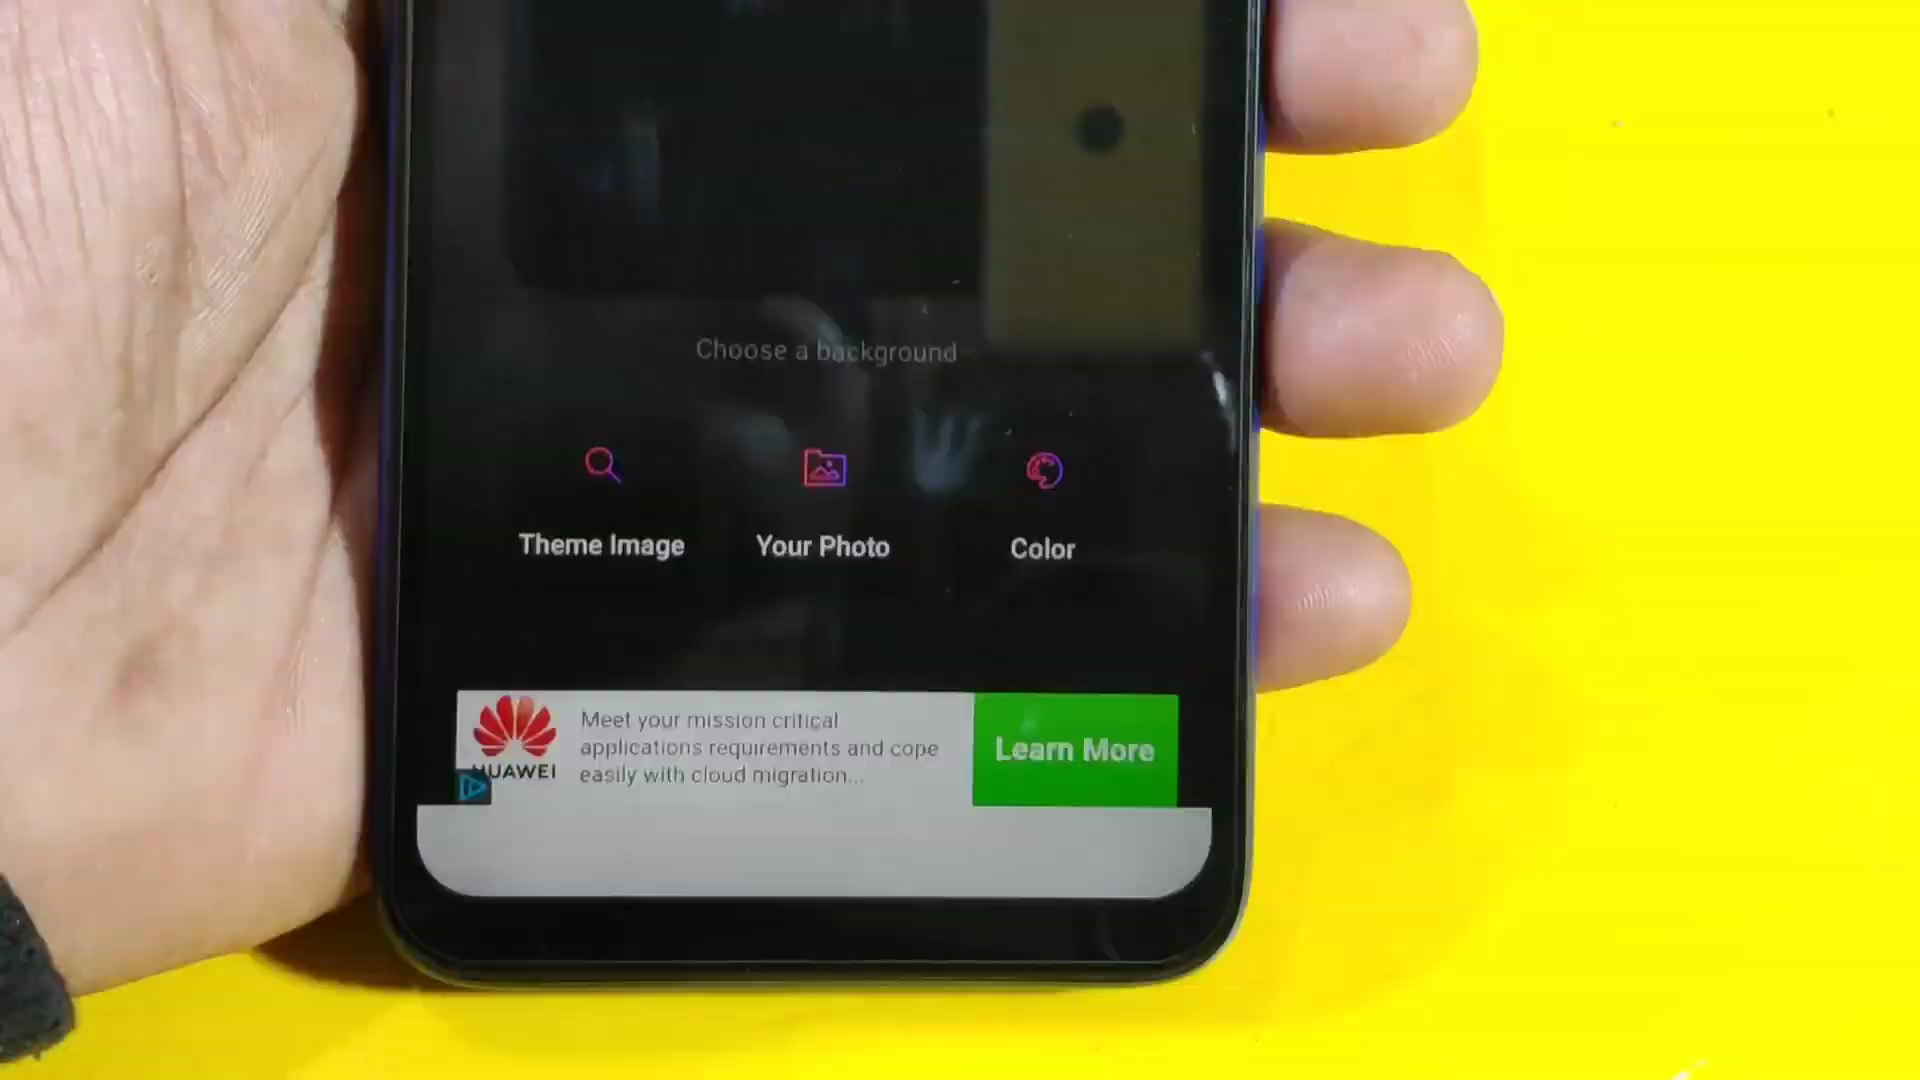 Choose a background
Theme Image
Your Photo
Color
HUAWEI
Meet your mission critical
applications requirements and cope
easily with cloud migration...
Learn More